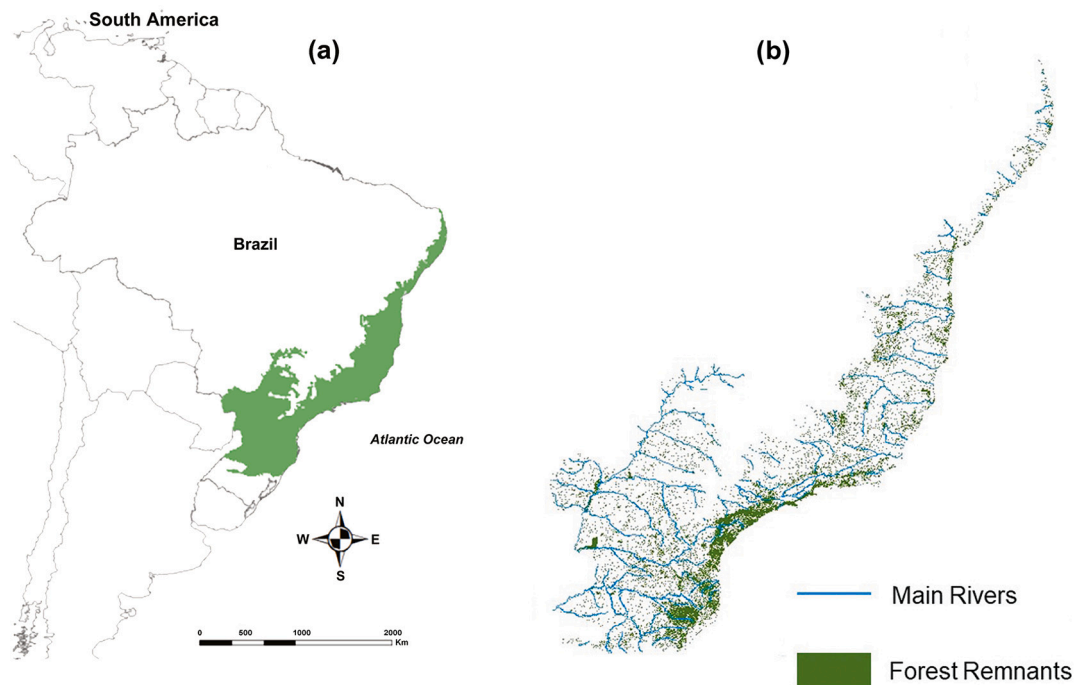 South America
(a)
Brazil
Atlantic Ocean
N
W E
S
0 500 1000 2000
Km
(b)
Main Rivers
Forest Remnants